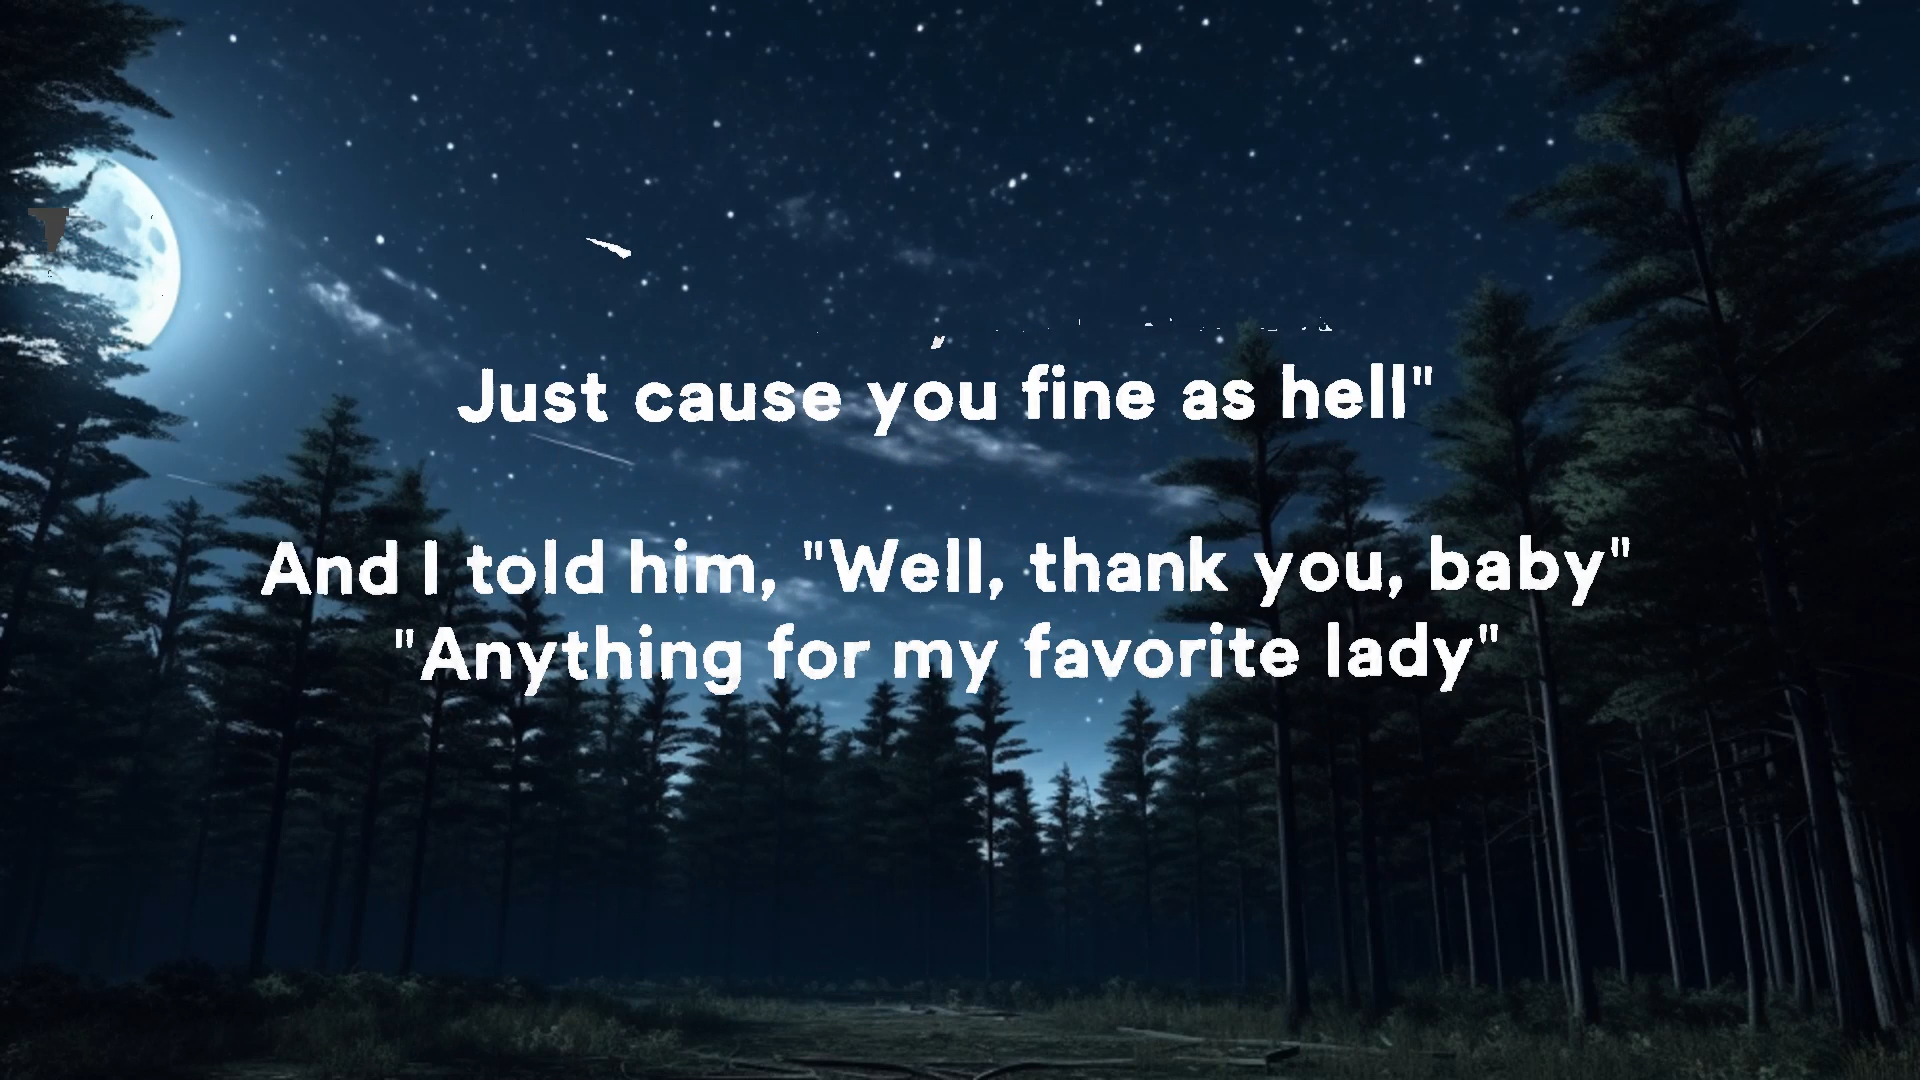 Just cause you fine as hell"
And I told him, "Well, thank you, baby"
"Anything for my favorite lady"